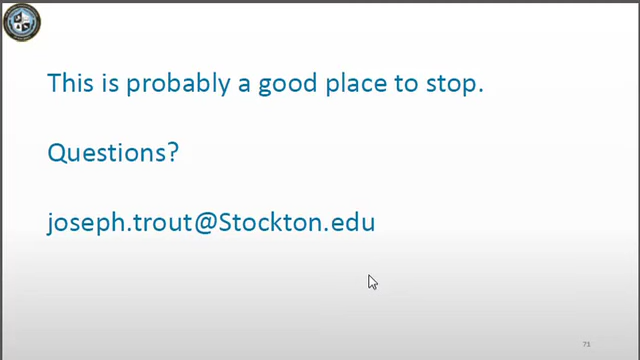 This is probably a good place to stop.
Questions?
joseph.trout@Stockton.edu
71